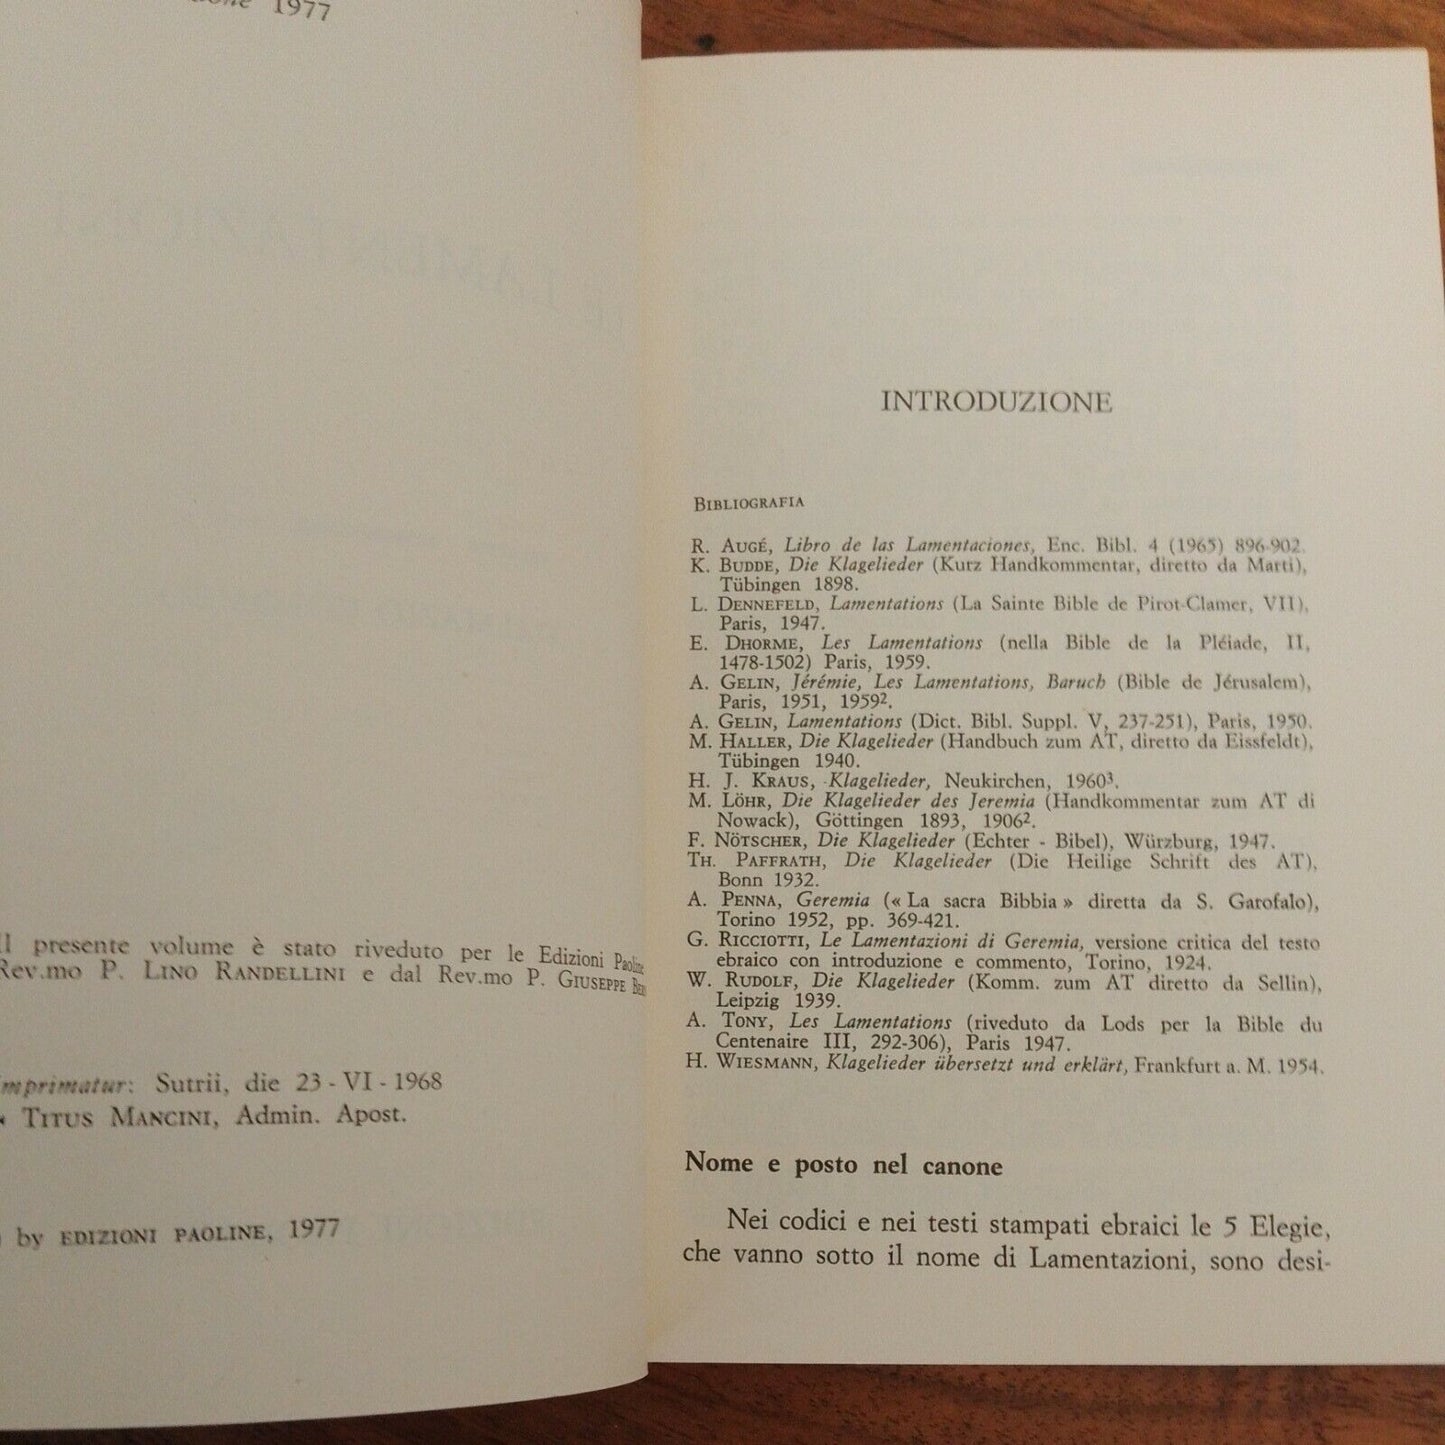 1977
Il presente volume è stato riveduto per le Edizioni Paoline
Rev.mo P. LINO RANDELLINI e dal Rev.mo P. GIUSEPPE
Imprimatur: Sutrii, die 23 - VI - 1968
TITUS MANCINI, Admin. Apost.
by EDIZIONI PAOLINE, 1977
INTRODUZIONE
BIBLIOGRAFIA
R. AUGÉ, Libro de las Lamentaciones, Enc. Bibl. 4 (1965) 896-902.
K. BUDDE, Die Klagelieder (Kurz Handkommentar, diretto da Marti),
Tübingen 1898.
L. DENNEFELD, Lamentations (La Sainte Bible de Pirot-Clamer, VII),
Paris, 1947.
E. DHORME, Les Lamentations (nella Bible de la Pléiade, II,
1478-1502) Paris, 1959.
A. GELIN, Jérémie, Les Lamentations, Baruch (Bible de Jérusalem),
Paris, 1951, 1959².
A. GELIN, Lamentations (Dict. Bibl. Suppl. V, 237-251), Paris, 1950.
M. HALLER, Die Klagelieder (Handbuch zum AT, diretto da Eissfeldt),
Tübingen 1940.
H. J. KRAUS, Klagelieder, Neukirchen, 1960³.
M. LÖHR, Die Klagelieder des Jeremia (Handkommentar zum AT di
Nowack), Göttingen 1893, 1906².
F. NÖTSCHER, Die Klagelieder (Echter - Bibel), Würzburg, 1947.
TH. PAFFRATH, Die Klagelieder (Die Heilige Schrift des AT),
Bonn 1932.
A. PENNA, Geremia (« La sacra Bibbia » diretta da S. Garofalo),
Torino 1952, pp. 369-421.
G. RICCIOTTI, Le Lamentazioni di Geremia, versione critica del testo
ebraico con introduzione e commento, Torino, 1924.
W. RUDOLF, Die Klagelieder (Komm. zum AT diretto da Sellin),
Leipzig 1939.
A. TONY, Les Lamentations (riveduto da Lods per la Bible du
Centenaire III, 292-306), Paris 1947.
H. WIESMANN, Klagelieder übersetzt und erklärt, Frankfurt a. M. 1954.
Nome e posto nel canone
Nei codici e nei testi stampati ebraici le 5 Elegie,
che vanno sotto il nome di Lamentazioni, sono desi-